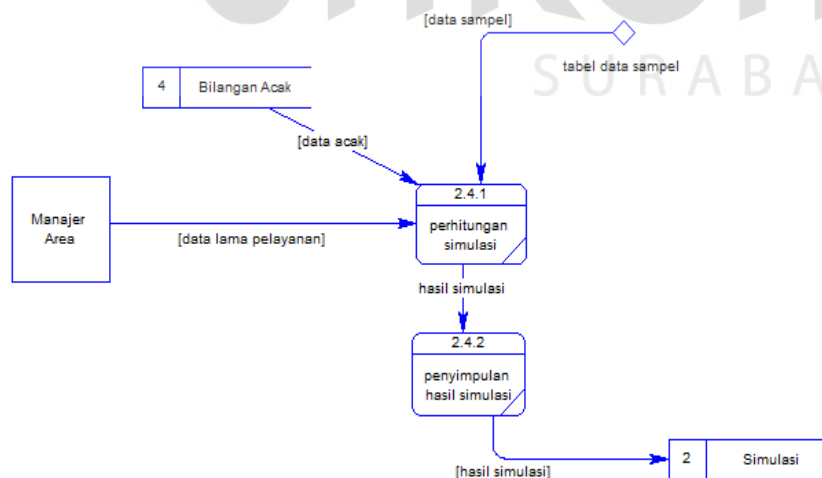 [data sampel]
tabel data sampel
SURABA
4
Bilangan Acak
[data acak]
2.4.1
perhitungan
simulasi
Manajer
Area
[data lama pelayanan]
hasil simulasi
2.4.2
penyimpulan
hasil simulasi
[hasil simulasi]
2
Simulasi